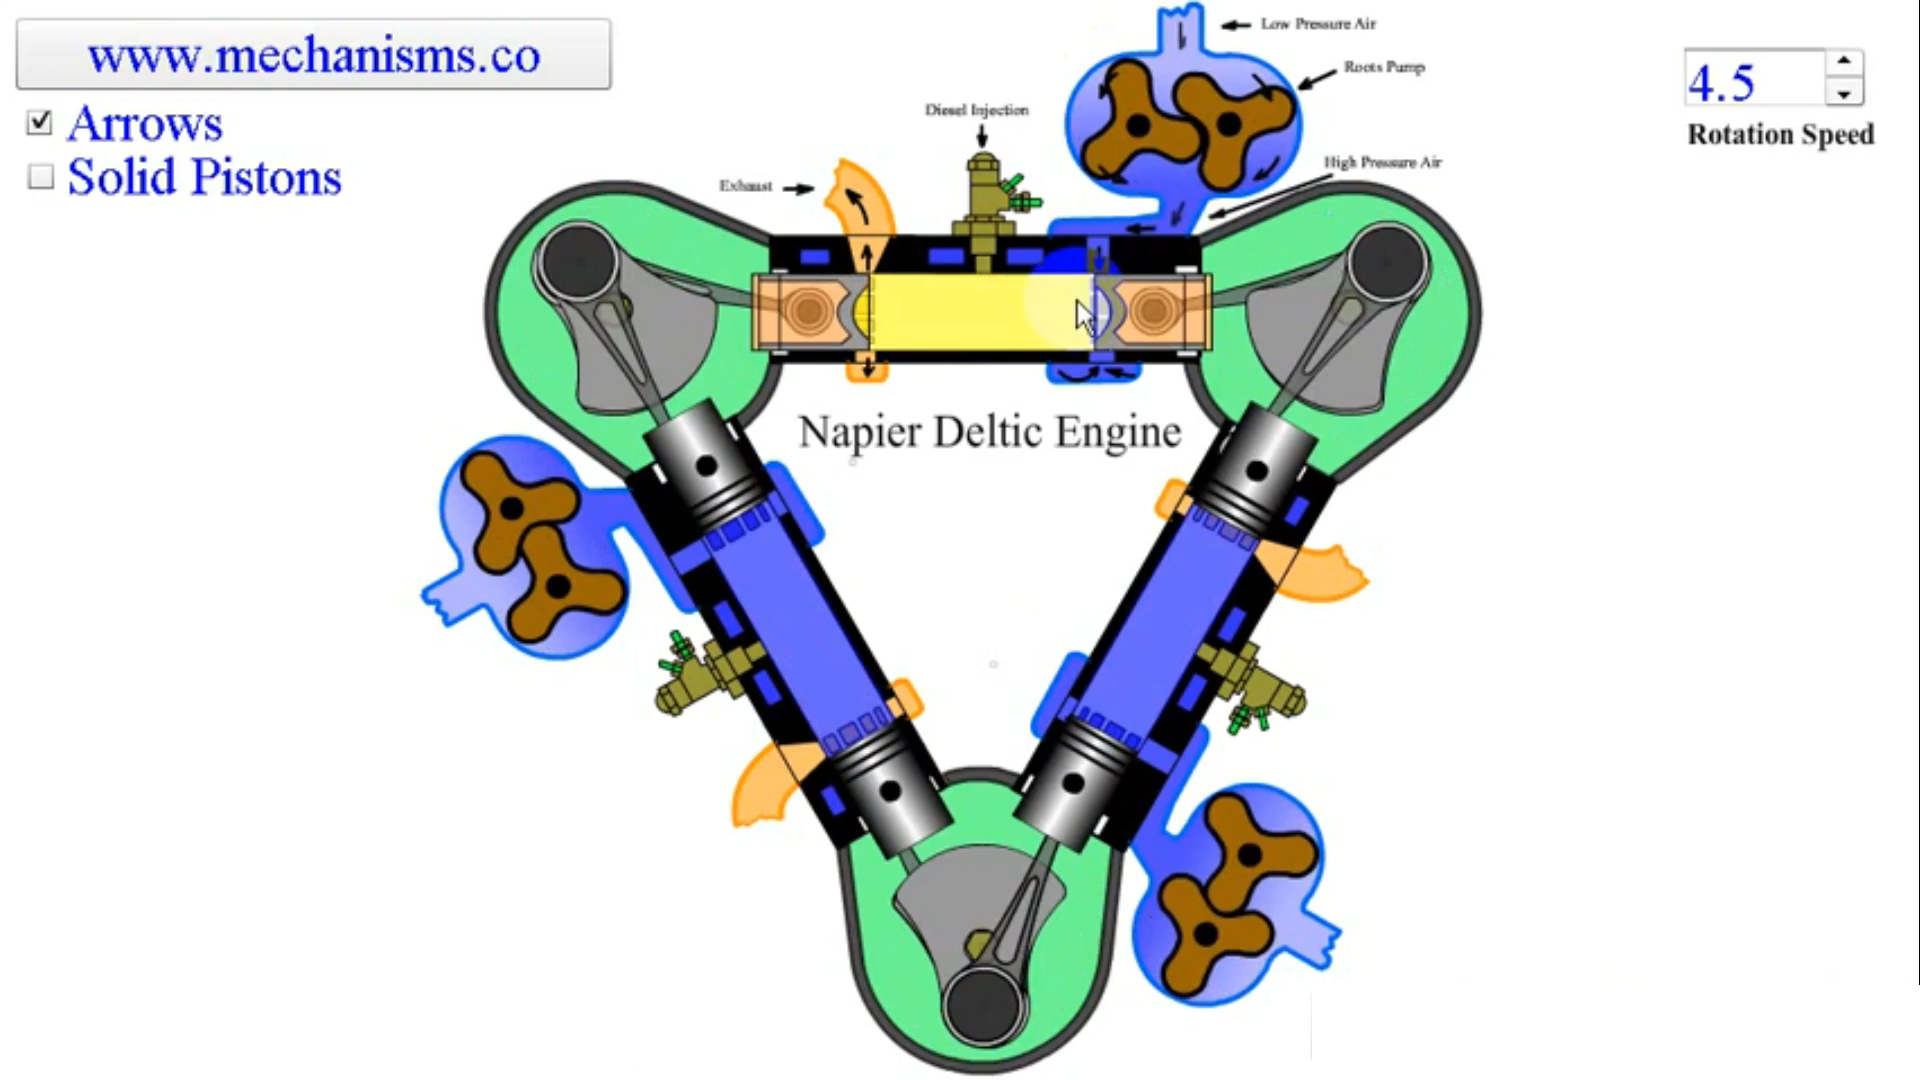 www.mechanisms.co
Arrows
Solid Pistons
Low Pressure Air
Roots Pump
4.5
Rotation Speed
Diesel Injection
High Pressure Air
Exhaust
Napier Deltic Engine